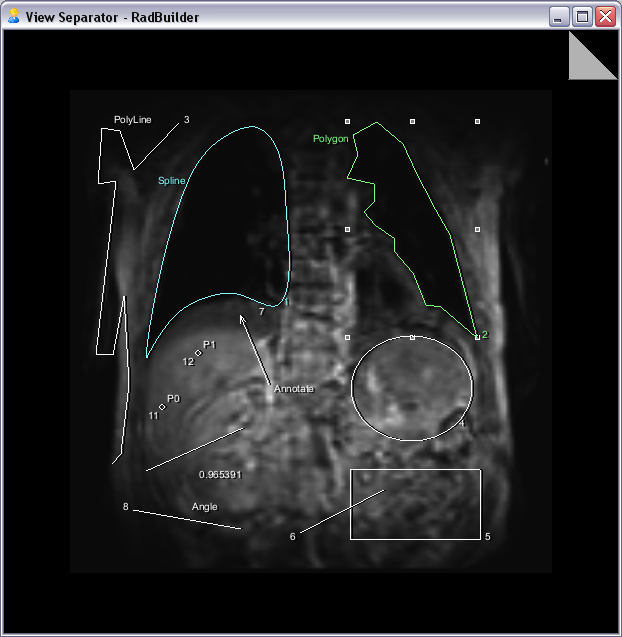 View Separator - RadBuilder
PolyLine
3
Polygon
Spline
7
2
P1
12
Annotate
P0
11
4
0.965391
8
Angle
6
5
1